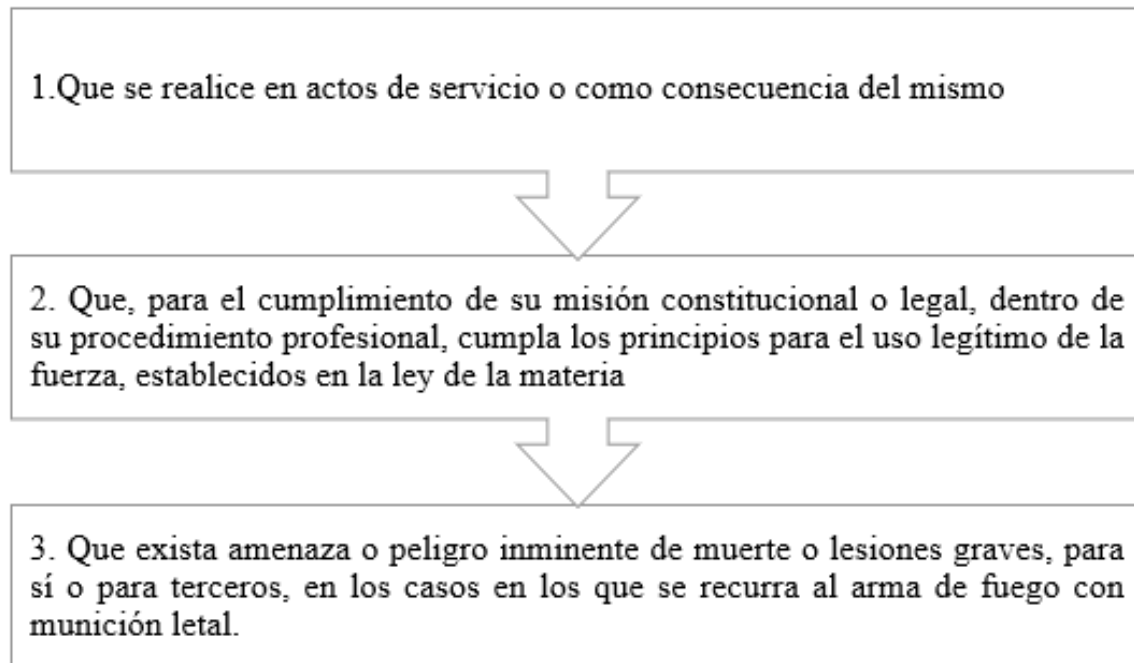 1.Que se realice en actos de servicio o como consecuencia del mismo
2. Que, para el cumplimiento de su misión constitucional o legal, dentro de
su procedimiento profesional, cumpla los principios para el uso legítimo de la
fuerza, establecidos en la ley de la materia
3. Que exista amenaza o peligro inminente de muerte o lesiones graves, para
sí o para terceros, en los casos en los que se recurra al arma de fuego con
munición letal.